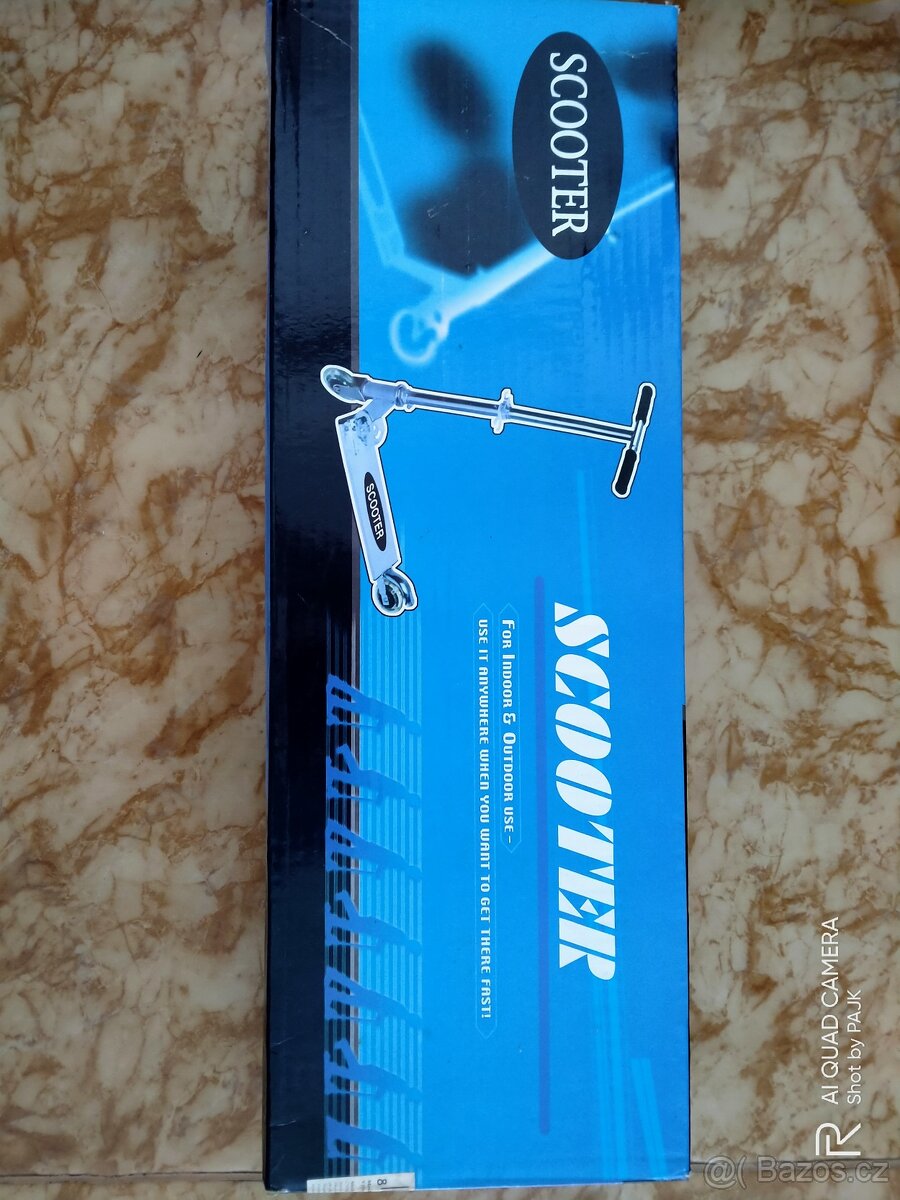 SCOOTER
SCOOTER
SCOOTER
FOR INDOOR & OUTDOOR USE –
USE IT ANYWHERE WHEN YOU WANT TO GET THERE FAST!
AI QUAD CAMERA
Shot by PAJK
@( Bazos.cz